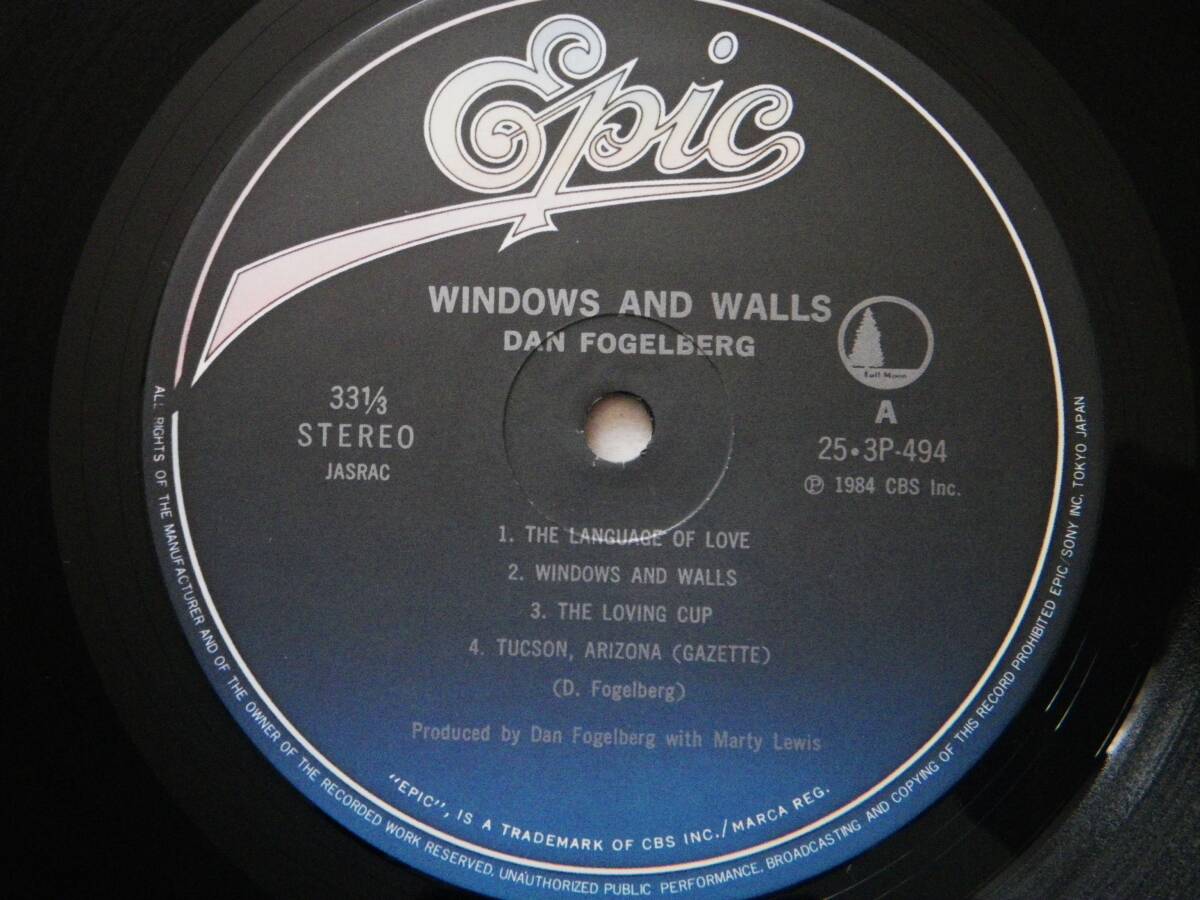 Epic
WINDOWS AND WALLS
DAN FOGELBERG
Full Moon
33⅓
STEREO
JASRAC
A
25・3P-494
Ⓟ 1984 CBS Inc.
1. THE LANGUAGE OF LOVE
2. WINDOWS AND WALLS
3. THE LOVING CUP
4. TUCSON, ARIZONA (GAZETTE)
(D. Fogelberg)
Produced by Dan Fogelberg with Marty Lewis
"EPIC", IS A TRADEMARK OF CBS INC./MARCA REG.
ALL RIGHTS OF THE MANUFACTURER AND OF THE OWNER OF THE RECORDED WORK RESERVED, UNAUTHORIZED PUBLIC PERFORMANCE, BROADCASTING AND COPYING OF THIS RECORD PROHIBITED EPIC/SONY INC, TOKYO JAPAN